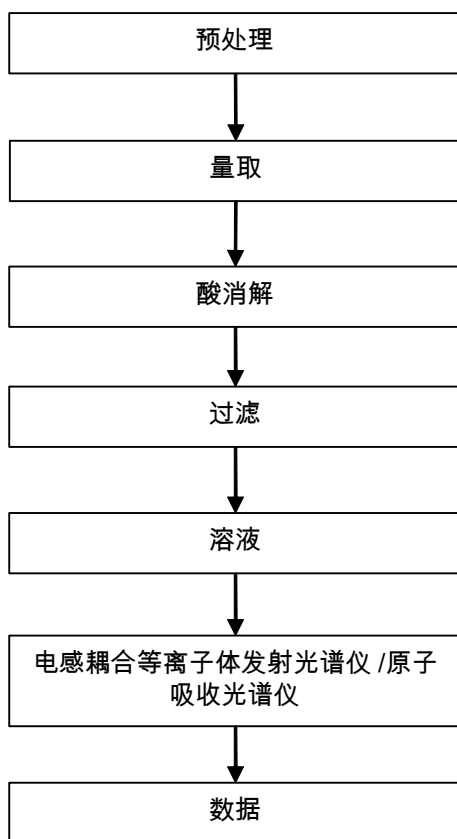 预处理
量取
酸消解
过滤
溶液
电感耦合等离子体发射光谱仪 /原子
吸收光谱仪
数据